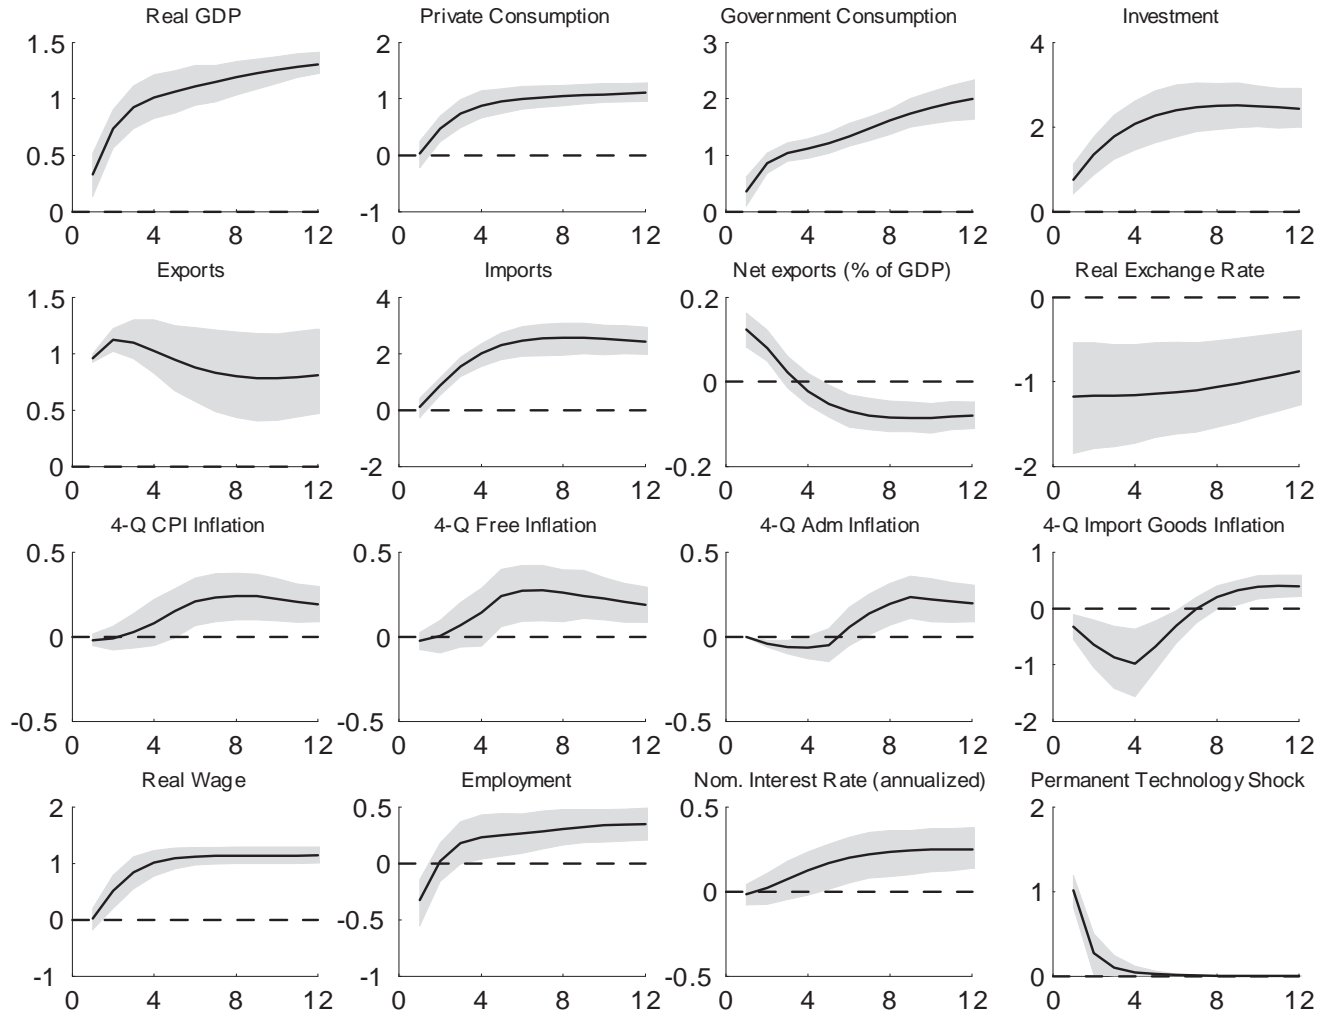 Real GDP
1.5
1
0.5
0
0 4 8 12
Private Consumption
2
1
0
-1
0 4 8 12
Government Consumption
3
2
1
0
0 4 8 12
Investment
4
2
0
0 4 8 12
Exports
1.5
1
0.5
0
0 4 8 12
Imports
4
2
0
-2
0 4 8 12
Net exports (% of GDP)
0.2
0
-0.2
0 4 8 12
Real Exchange Rate
0
-1
-2
0 4 8 12
4-Q CPI Inflation
0.5
0
-0.5
0 4 8 12
4-Q Free Inflation
0.5
0
-0.5
0 4 8 12
4-Q Adm Inflation
0.5
0
-0.5
0 4 8 12
4-Q Import Goods Inflation
1
0
-1
-2
0 4 8 12
Real Wage
2
1
0
-1
0 4 8 12
Employment
0.5
0
-0.5
-1
0 4 8 12
Nom. Interest Rate (annualized)
0.5
0
-0.5
0 4 8 12
Permanent Technology Shock
2
1
0
0 4 8 12